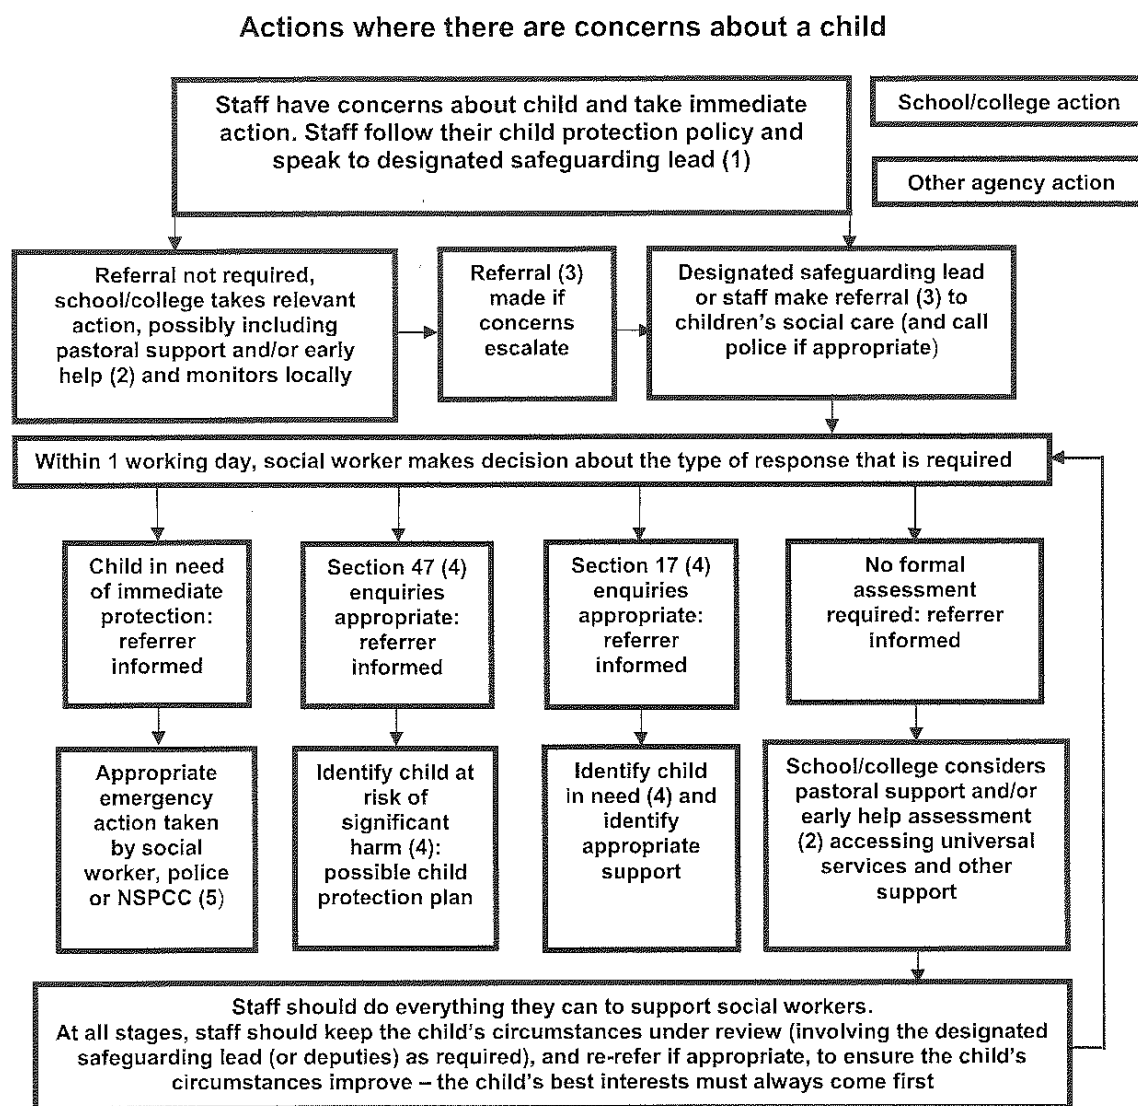 Actions where there are concerns about a child
Staff have concerns about child and take immediate
action. Staff follow their child protection policy and
speak to designated safeguarding lead (1)
School/college action
Other agency action
Referral not required,
school/college takes relevant
action, possibly including
pastoral support and/or early
help (2) and monitors locally
Referral (3)
made if
concerns
escalate
Designated safeguarding lead
or staff make referral (3) to
children's social care (and call
police if appropriate)
Within 1 working day, social worker makes decision about the type of response that is required
Child in need
of immediate
protection:
referrer
informed
Section 47 (4)
enquiries
appropriate:
referrer
informed
Section 17 (4)
enquiries
appropriate:
referrer
informed
No formal
assessment
required: referrer
informed
Appropriate
emergency
action taken
by social
worker, police
or NSPCC (5)
Identify child at
risk of
significant
harm (4):
possible child
protection plan
Identify child
in need (4) and
identify
appropriate
support
School/college considers
pastoral support and/or
early help assessment
(2) accessing universal
services and other
support
Staff should do everything they can to support social workers.
At all stages, staff should keep the child's circumstances under review (involving the designated
safeguarding lead (or deputies) as required), and re-refer if appropriate, to ensure the child's
circumstances improve – the child's best interests must always come first